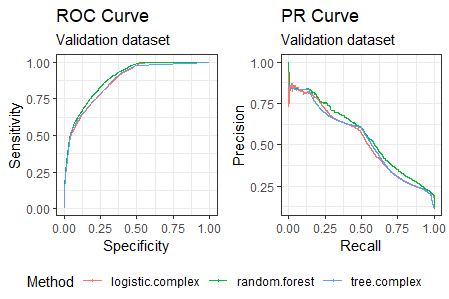 ROC Curve
Validation dataset
1.00
0.75
0.50
0.25
0.00
Sensitivity
0.00 0.25 0.50 0.75 1.00
Specificity
PR Curve
Validation dataset
1.00
0.75
0.50
0.25
Precision
0.00 0.25 0.50 0.75 1.00
Recall
Method logistic.complex random.forest tree.complex